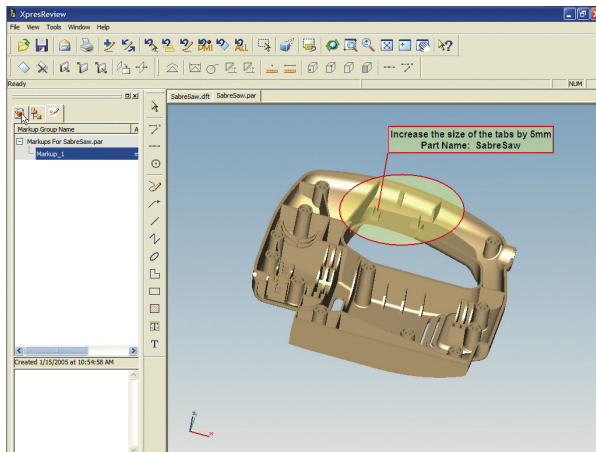 XpresReview
File View Tools Window Help
PMI
ALL
Ready
NUM
SabreSaw.dft SabreSaw.par
Markup Group Name A
Markups For SabreSaw.par
Markup_1
Increase the size of the tabs by 5mm
Part Name: SabreSaw
Created 1/15/2005 at 10:54:58 AM
T